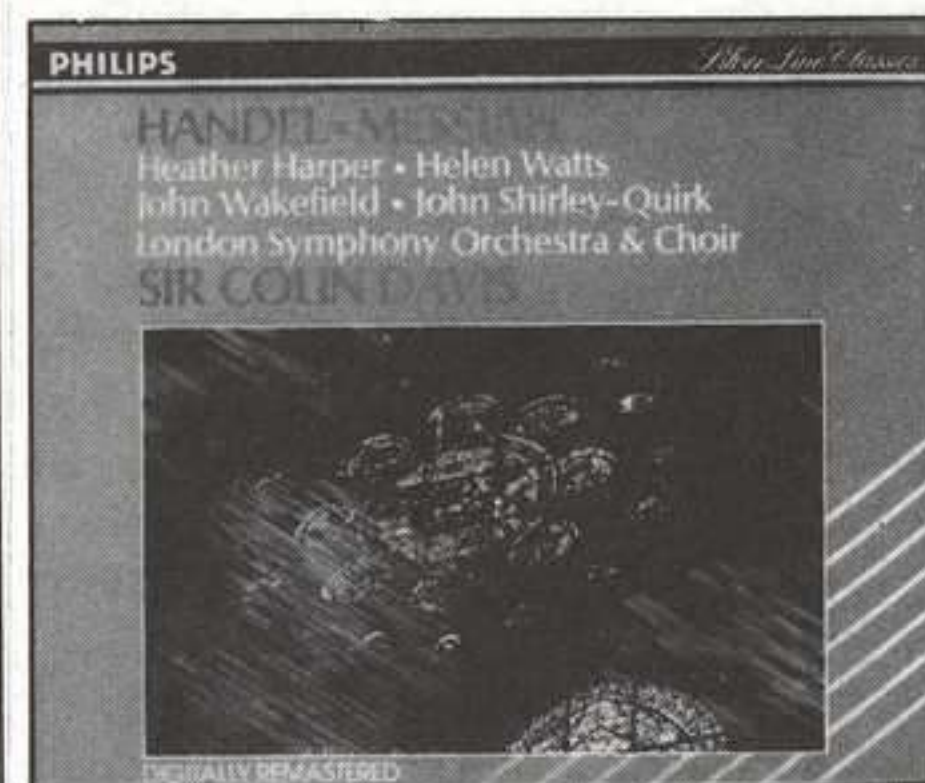 PHILIPS Silver Line Classics
HANDEL-MESSIAH
Heather Harper • Helen Watts
John Wakefield • John Shirley-Quirk
London Symphony Orchestra & Choir
SIR COLIN DAVIS
DIGITALLY REMASTERED